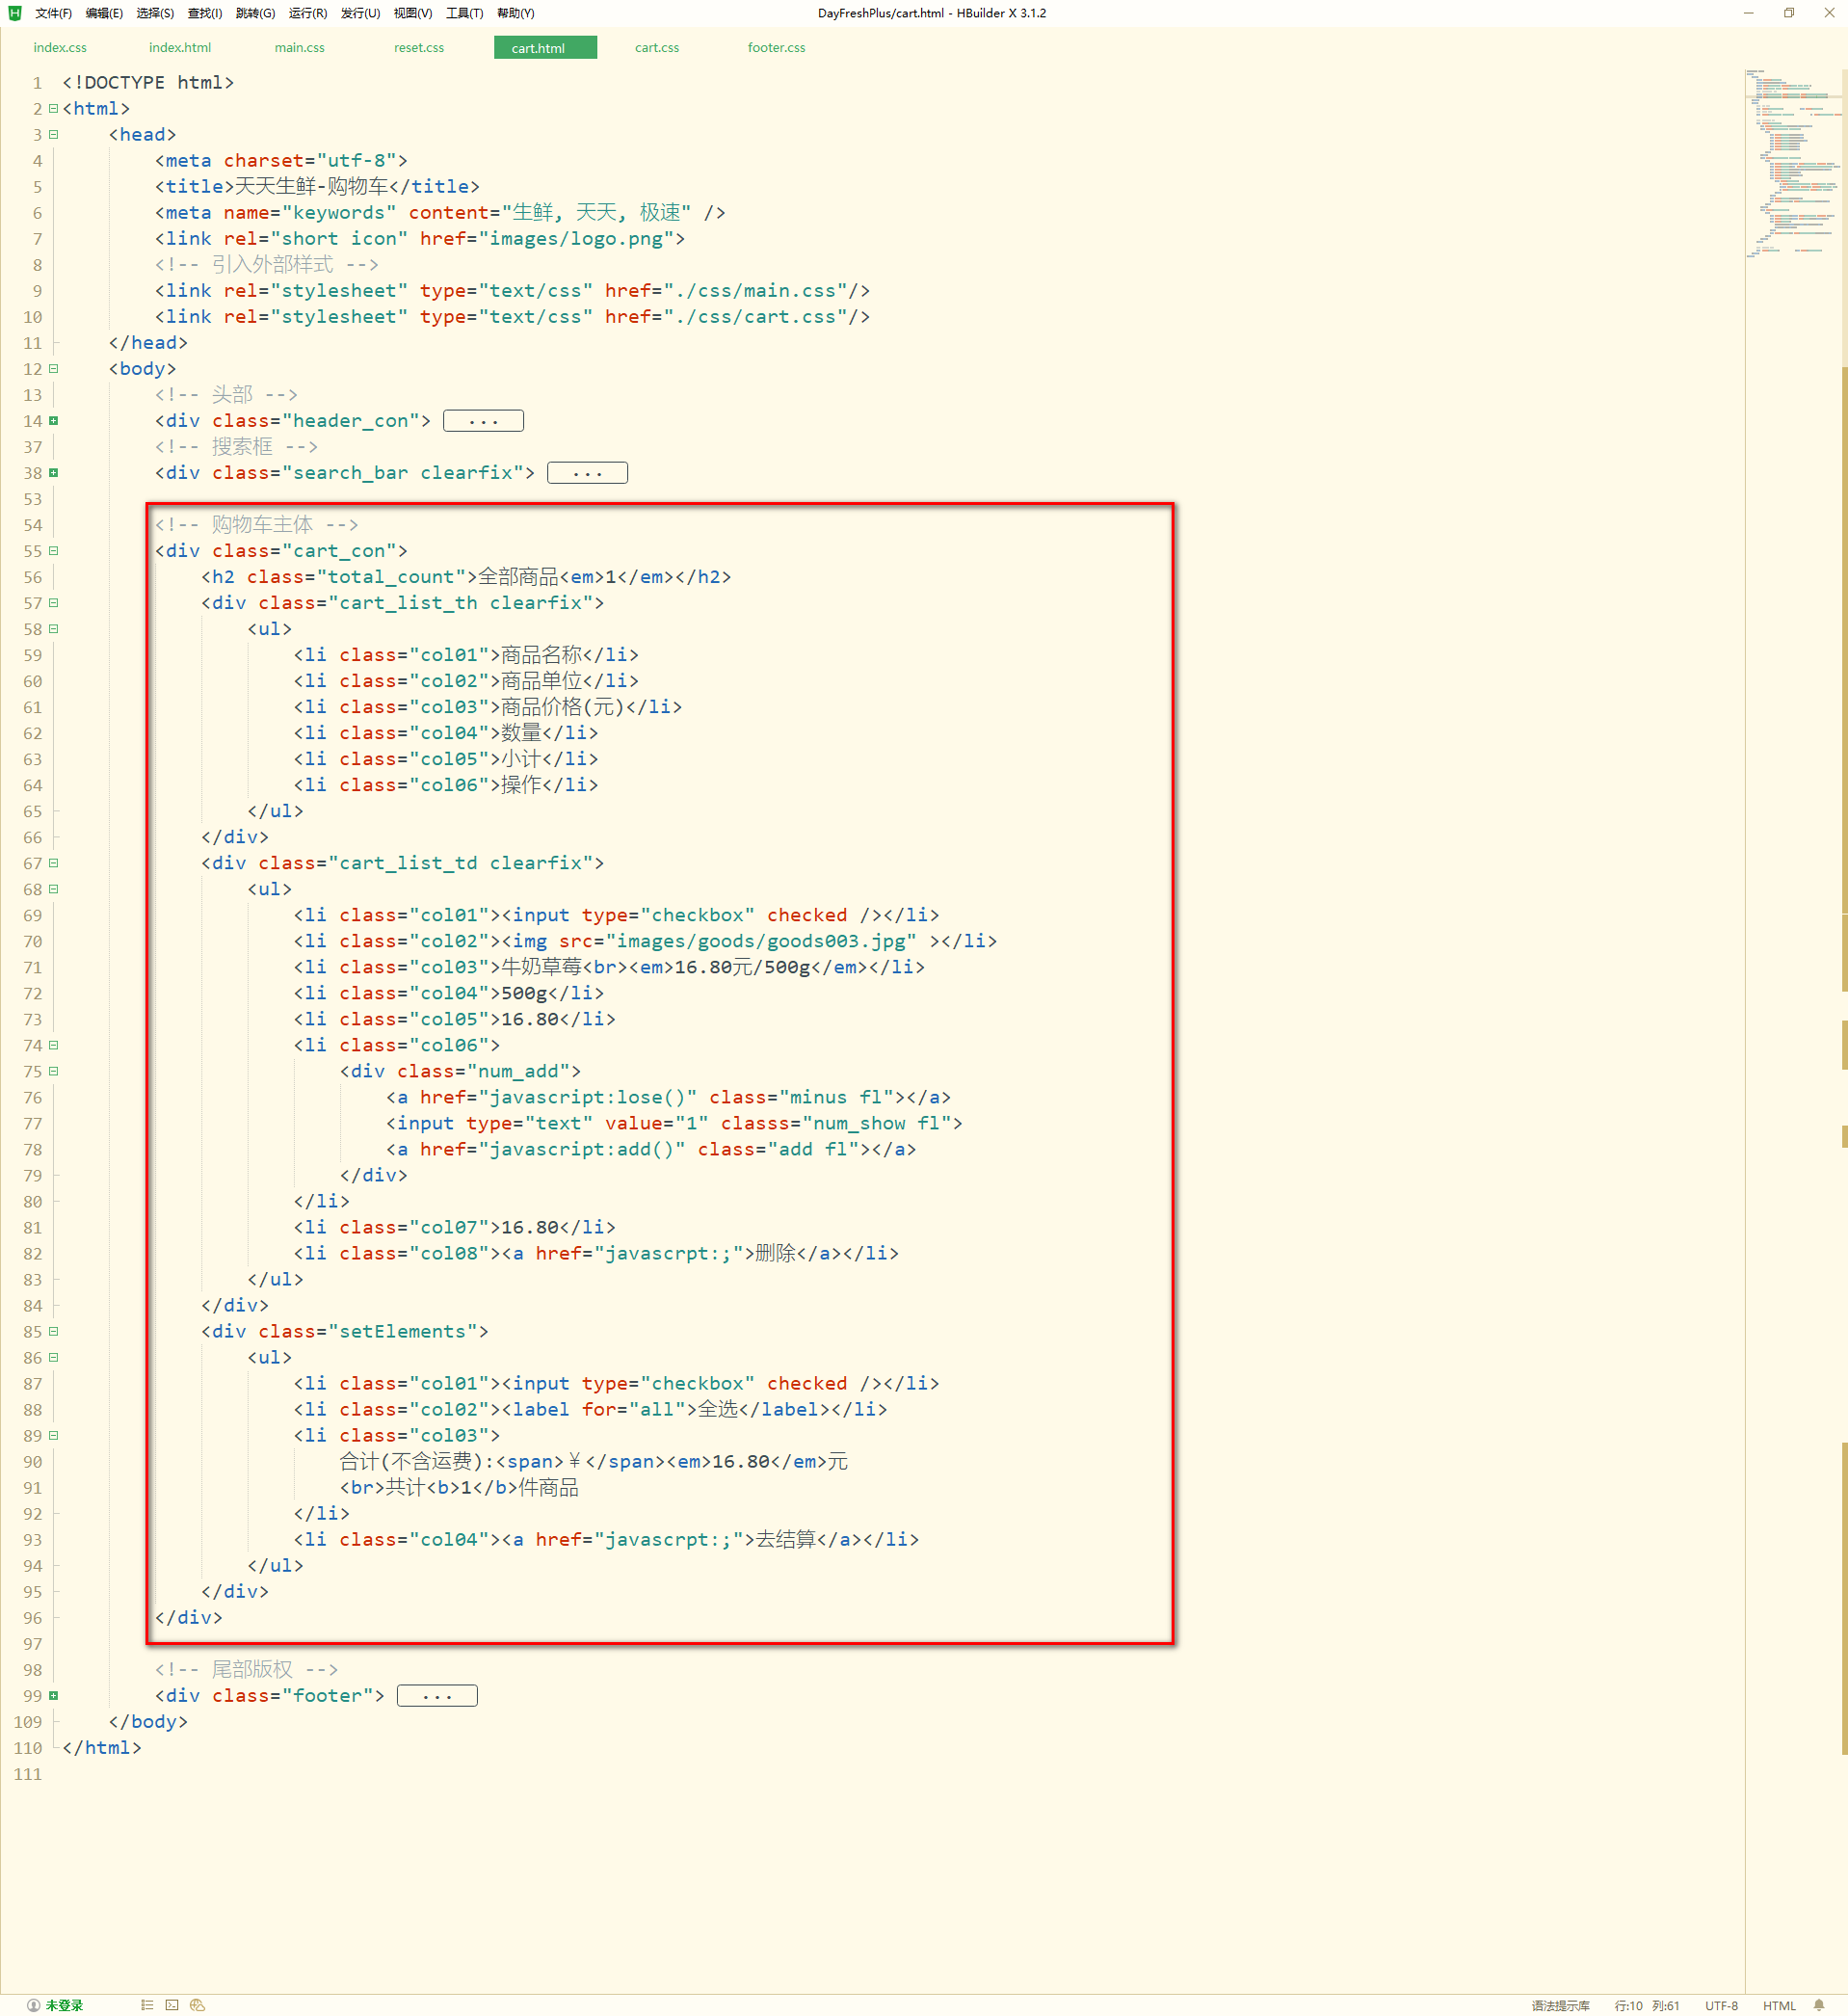 文件(F) 编辑(E) 选择(S) 查找(I) 跳转(G) 运行(R) 发行(U) 视图(V) 工具(T) 帮助(Y) DayFreshPlus/cart.html - HBuilder X 3.1.2
index.css index.html main.css reset.css cart.html cart.css footer.css
1 <!DOCTYPE html>
2 <html>
3 <head>
4 <meta charset="utf-8">
5 <title>天天生鲜-购物车</title>
6 <meta name="keywords" content="生鲜, 天天, 极速" />
7 <link rel="short icon" href="images/logo.png">
8 <!-- 引入外部样式 -->
9 <link rel="stylesheet" type="text/css" href="./css/main.css"/>
10 <link rel="stylesheet" type="text/css" href="./css/cart.css"/>
11 </head>
12 <body>
13 <!-- 头部 -->
14 <div class="header_con"> ...
37 <!-- 搜索框 -->
38 <div class="search_bar clearfix"> ...
53
54 <!-- 购物车主体 -->
55 <div class="cart_con">
56 <h2 class="total_count">全部商品<em>1</em></h2>
57 <div class="cart_list_th clearfix">
58 <ul>
59 <li class="col01">商品名称</li>
60 <li class="col02">商品单位</li>
61 <li class="col03">商品价格(元)</li>
62 <li class="col04">数量</li>
63 <li class="col05">小计</li>
64 <li class="col06">操作</li>
65 </ul>
66 </div>
67 <div class="cart_list_td clearfix">
68 <ul>
69 <li class="col01"><input type="checkbox" checked /></li>
70 <li class="col02"><img src="images/goods/goods003.jpg" ></li>
71 <li class="col03">牛奶草莓<br><em>16.80元/500g</em></li>
72 <li class="col04">500g</li>
73 <li class="col05">16.80</li>
74 <li class="col06">
75 <div class="num_add">
76 <a href="javascript:lose()" class="minus fl"></a>
77 <input type="text" value="1" classs="num_show fl">
78 <a href="javascript:add()" class="add fl"></a>
79 </div>
80 </li>
81 <li class="col07">16.80</li>
82 <li class="col08"><a href="javascrpt:;">删除</a></li>
83 </ul>
84 </div>
85 <div class="setElements">
86 <ul>
87 <li class="col01"><input type="checkbox" checked /></li>
88 <li class="col02"><label for="all">全选</label></li>
89 <li class="col03">
90 合计(不含运费):<span>¥</span><em>16.80</em>元
91 <br>共计<b>1</b>件商品
92 </li>
93 <li class="col04"><a href="javascrpt:;">去结算</a></li>
94 </ul>
95 </div>
96 </div>
97
98 <!-- 尾部版权 -->
99 <div class="footer"> ...
109 </body>
110 </html>
111
未登录 语法提示库 行:10 列:61 UTF-8 HTML